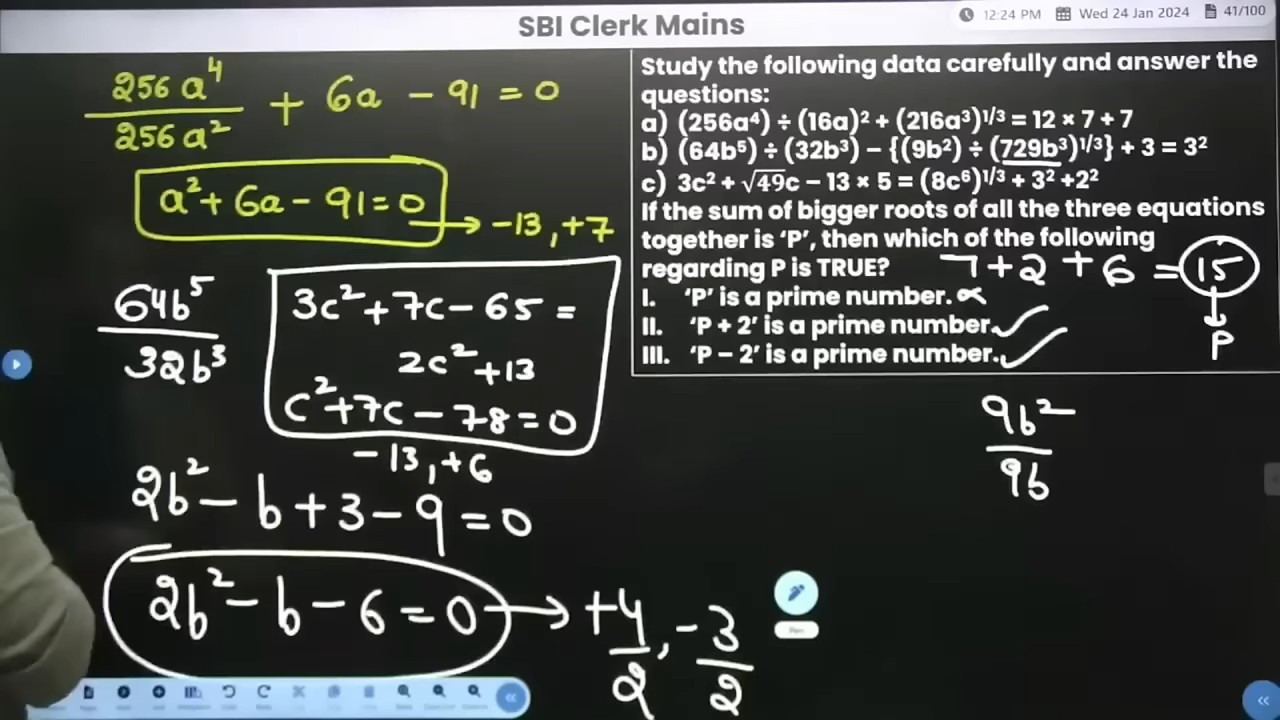 SBI Clerk Mains
12:24 PM Wed 24 Jan 2024 41/100
256a⁴/256a² + 6a - 91 = 0
a² + 6a - 91 = 0 → -13, +7
64b⁵/32b³
3c² + 7c - 65 =
2c² + 13
c² + 7c - 78 = 0
-13, +6
2b² - b + 3 - 9 = 0
2b² - b - 6 = 0 → +4/2, -3/2
Study the following data carefully and answer the
questions:
a) (256a⁴) ÷ (16a)² + (216a³)¹/³ = 12 × 7 + 7
b) (64b⁵) ÷ (32b³) – {(9b²) ÷ (729b³)¹/³} + 3 = 3²
c) 3c² + √49c – 13 × 5 = (8c⁶)¹/³ + 3² +2²
If the sum of bigger roots of all the three equations
together is 'P', then which of the following
regarding P is TRUE? 7 + 2 + 6 = 15
↓
P
I. 'P' is a prime number.
II. 'P + 2' is a prime number. ✓
III. 'P – 2' is a prime number. ✓
9b²/9b
Pen